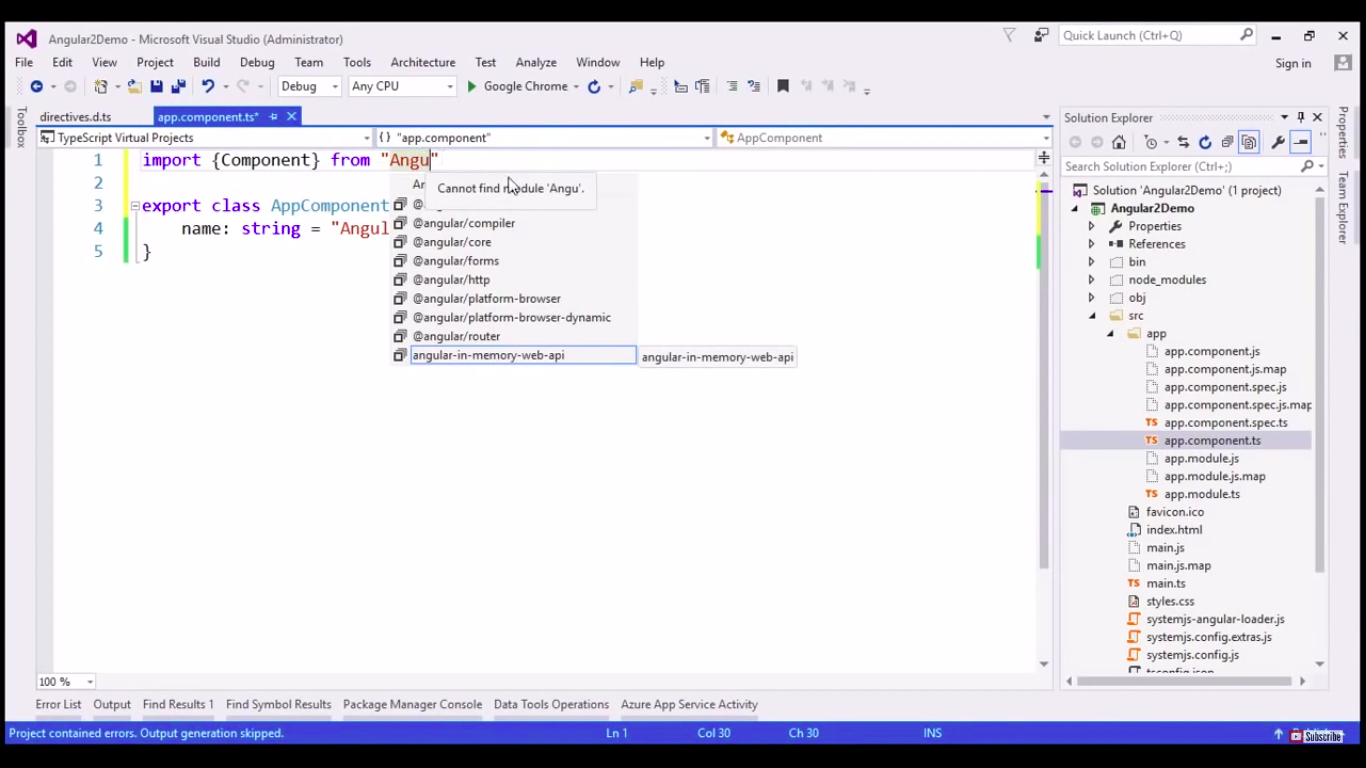 Angular2Demo - Microsoft Visual Studio (Administrator)
Quick Launch (Ctrl+Q)
File Edit View Project Build Debug Team Tools Architecture Test Analyze Window Help
Sign in
Debug Any CPU Google Chrome
Toolbox
directives.d.ts app.component.ts*
TypeScript Virtual Projects {} "app.component" AppComponent
1 import {Component} from "Angu"
2
Cannot find module 'Angu'.
3 export class AppComponent
@angular/compiler
4 name: string = "Angul
@angular/core
5 }
@angular/forms
@angular/http
@angular/platform-browser
@angular/platform-browser-dynamic
@angular/router
angular-in-memory-web-api angular-in-memory-web-api
100 %
Solution Explorer
Search Solution Explorer (Ctrl+;)
Solution 'Angular2Demo' (1 project)
Angular2Demo
Properties
References
bin
node_modules
obj
src
app
app.component.js
app.component.js.map
app.component.spec.js
app.component.spec.js.map
app.component.spec.ts
app.component.ts
app.module.js
app.module.js.map
app.module.ts
favicon.ico
index.html
main.js
main.js.map
main.ts
styles.css
systemjs-angular-loader.js
systemjs.config.extras.js
systemjs.config.js
Properties
Team Explorer
Error List Output Find Results 1 Find Symbol Results Package Manager Console Data Tools Operations Azure App Service Activity
Project contained errors. Output generation skipped. Ln 1 Col 30 Ch 30 INS
Subscribe